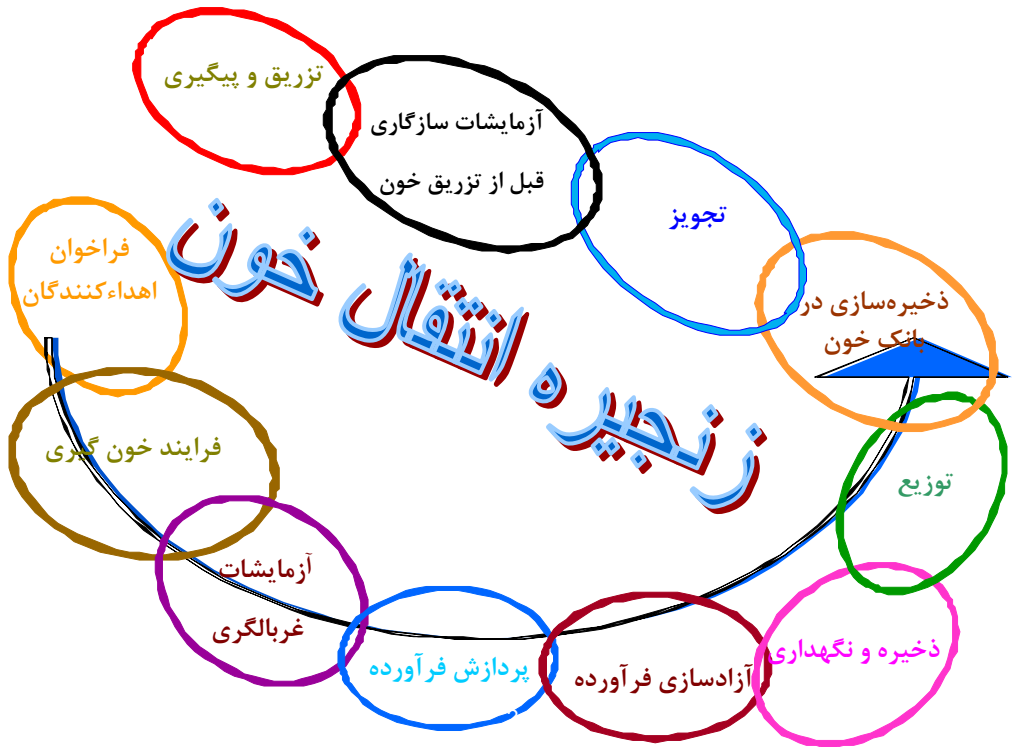 زنجیره انتقال خون
فراخوان
اهداءکنندگان
فرایند خون گیری
آزمایشات
غربالگری
پردازش فرآورده
آزادسازی فرآورده
ذخیره و نگهداری
توزیع
ذخیره‌سازی در
بانک خون
تجویز
آزمایشات سازگاری
قبل از تزریق خون
تزریق و پیگیری